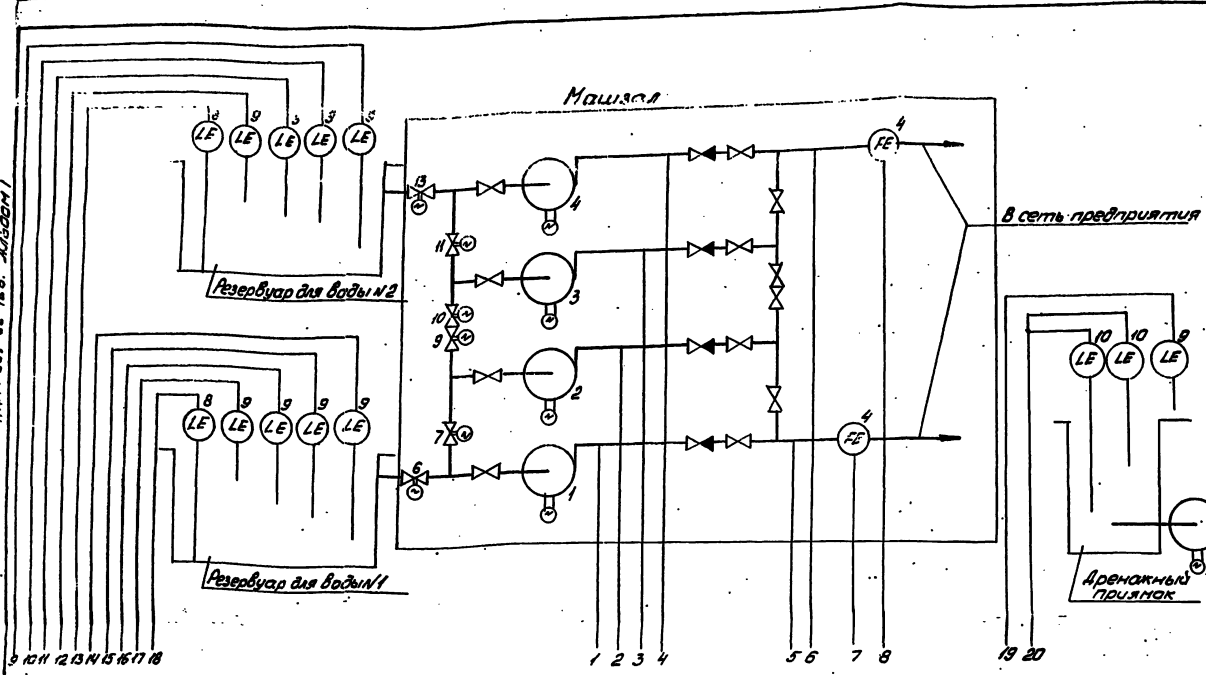 Машзал
9
4
LE LE LE LE LE
FE
13
4
В сеть предприятия
11
3
Резервуар для воды №2
10
9
10 10 9
LE LE LE
2
8 9 9 9 9
LE LE LE LE LE
4
FE
7
6
1
Резервуар для воды №1
Дренажный
приямок
9 10 11 12 13 14 15 16 17 18
1 2 3 4
5 6 7 8
19 20